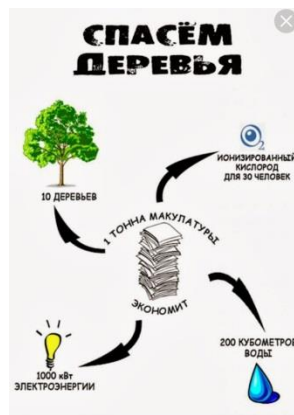 СПАСЁМ
ДЕРЕВЬЯ
O2
ИОНИЗИРОВАННЫЙ
КИСЛОРОД
ДЛЯ 30 ЧЕЛОВЕК
10 ДЕРЕВЬЕВ
1 ТОННА МАКУЛАТУРЫ
ЭКОНОМИТ
200 КУБОМЕТРОВ
ВОДЫ
1000 кВт
ЭЛЕКТРОЭНЕРГИИ